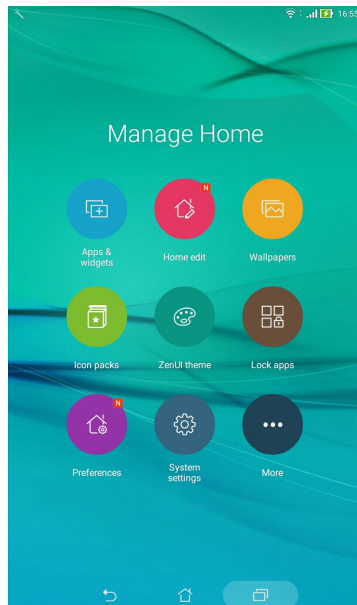 16:55
Manage Home
N
Apps &
widgets
Home edit
Wallpapers
Icon packs
ZenUI theme
Lock apps
N
Preferences
System
settings
More